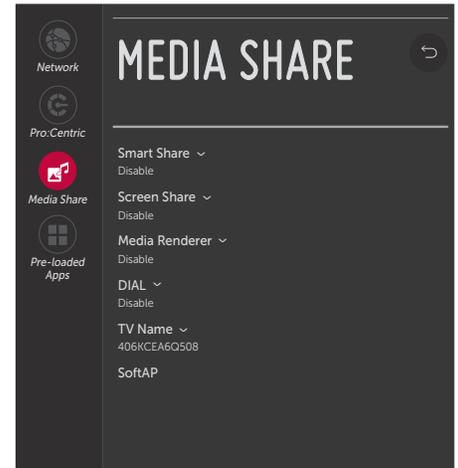 MEDIA SHARE
Network
Pro:Centric
Media Share
Pre-loaded
Apps
Smart Share
Disable
Screen Share
Disable
Media Renderer
Disable
DIAL
Disable
TV Name
406KCEA6Q508
SoftAP